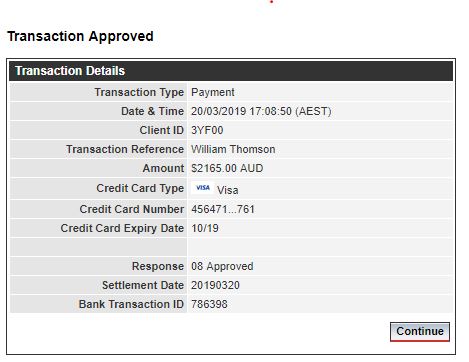 Transaction Approved
Transaction Details
Transaction Type Payment
Date & Time 20/03/2019 17:08:50 (AEST)
Client ID 3YF00
Transaction Reference William Thomson
Amount $2165.00 AUD
Credit Card Type VISA Visa
Credit Card Number 456471...761
Credit Card Expiry Date 10/19
Response 08 Approved
Settlement Date 20190320
Bank Transaction ID 786398
Continue